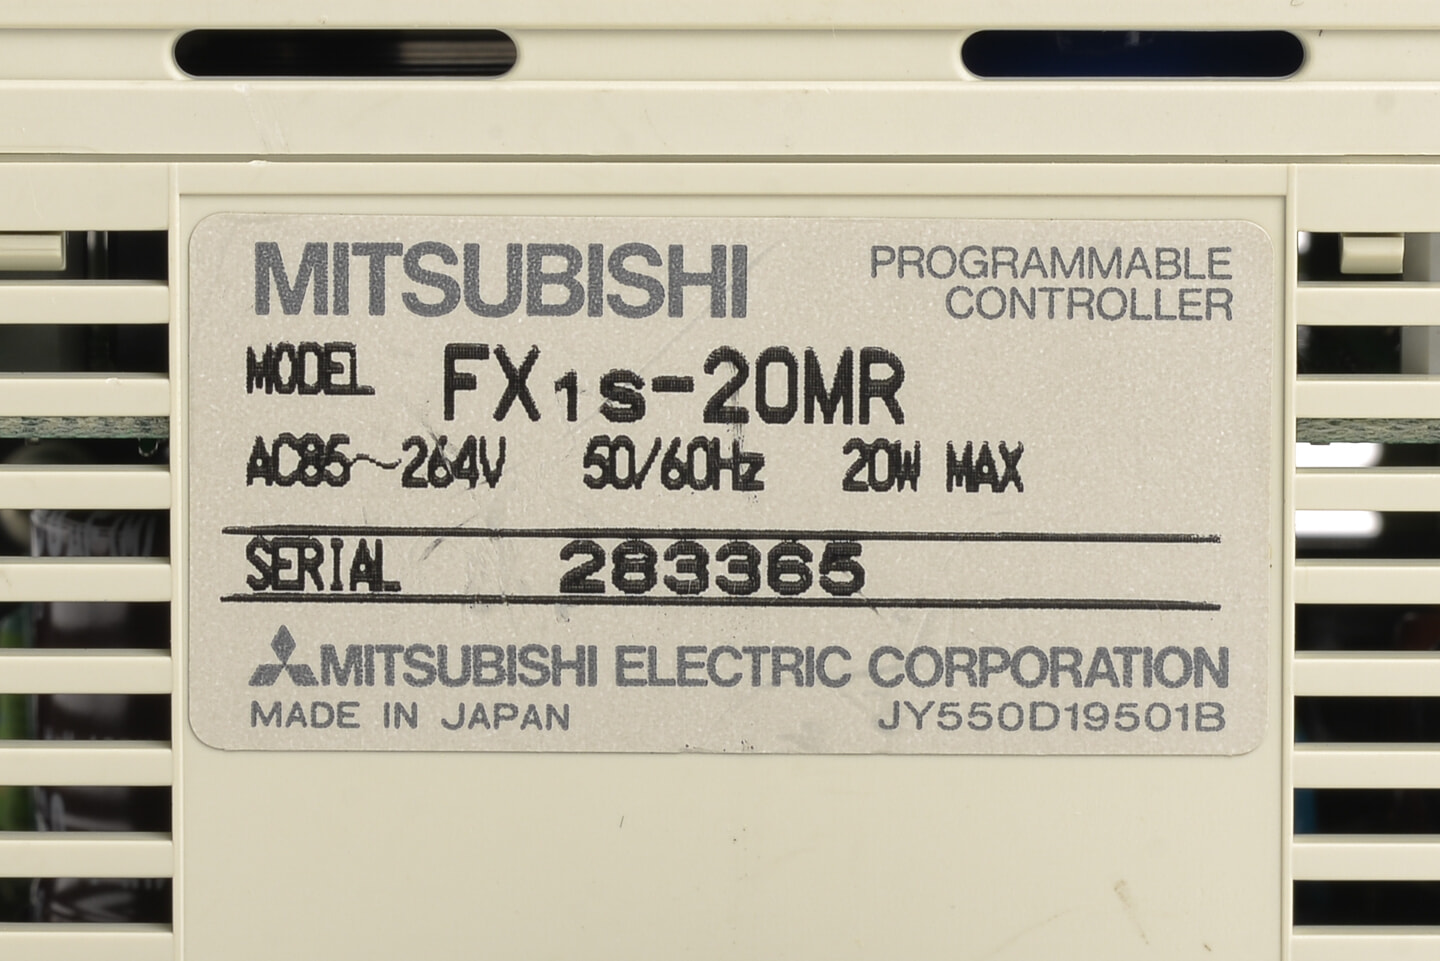 MITSUBISHI
PROGRAMMABLE
CONTROLLER
MODEL FX1s-20MR
AC85~264V 50/60Hz 20W MAX
SERIAL 283365
MITSUBISHI ELECTRIC CORPORATION
MADE IN JAPAN JY550D19501B